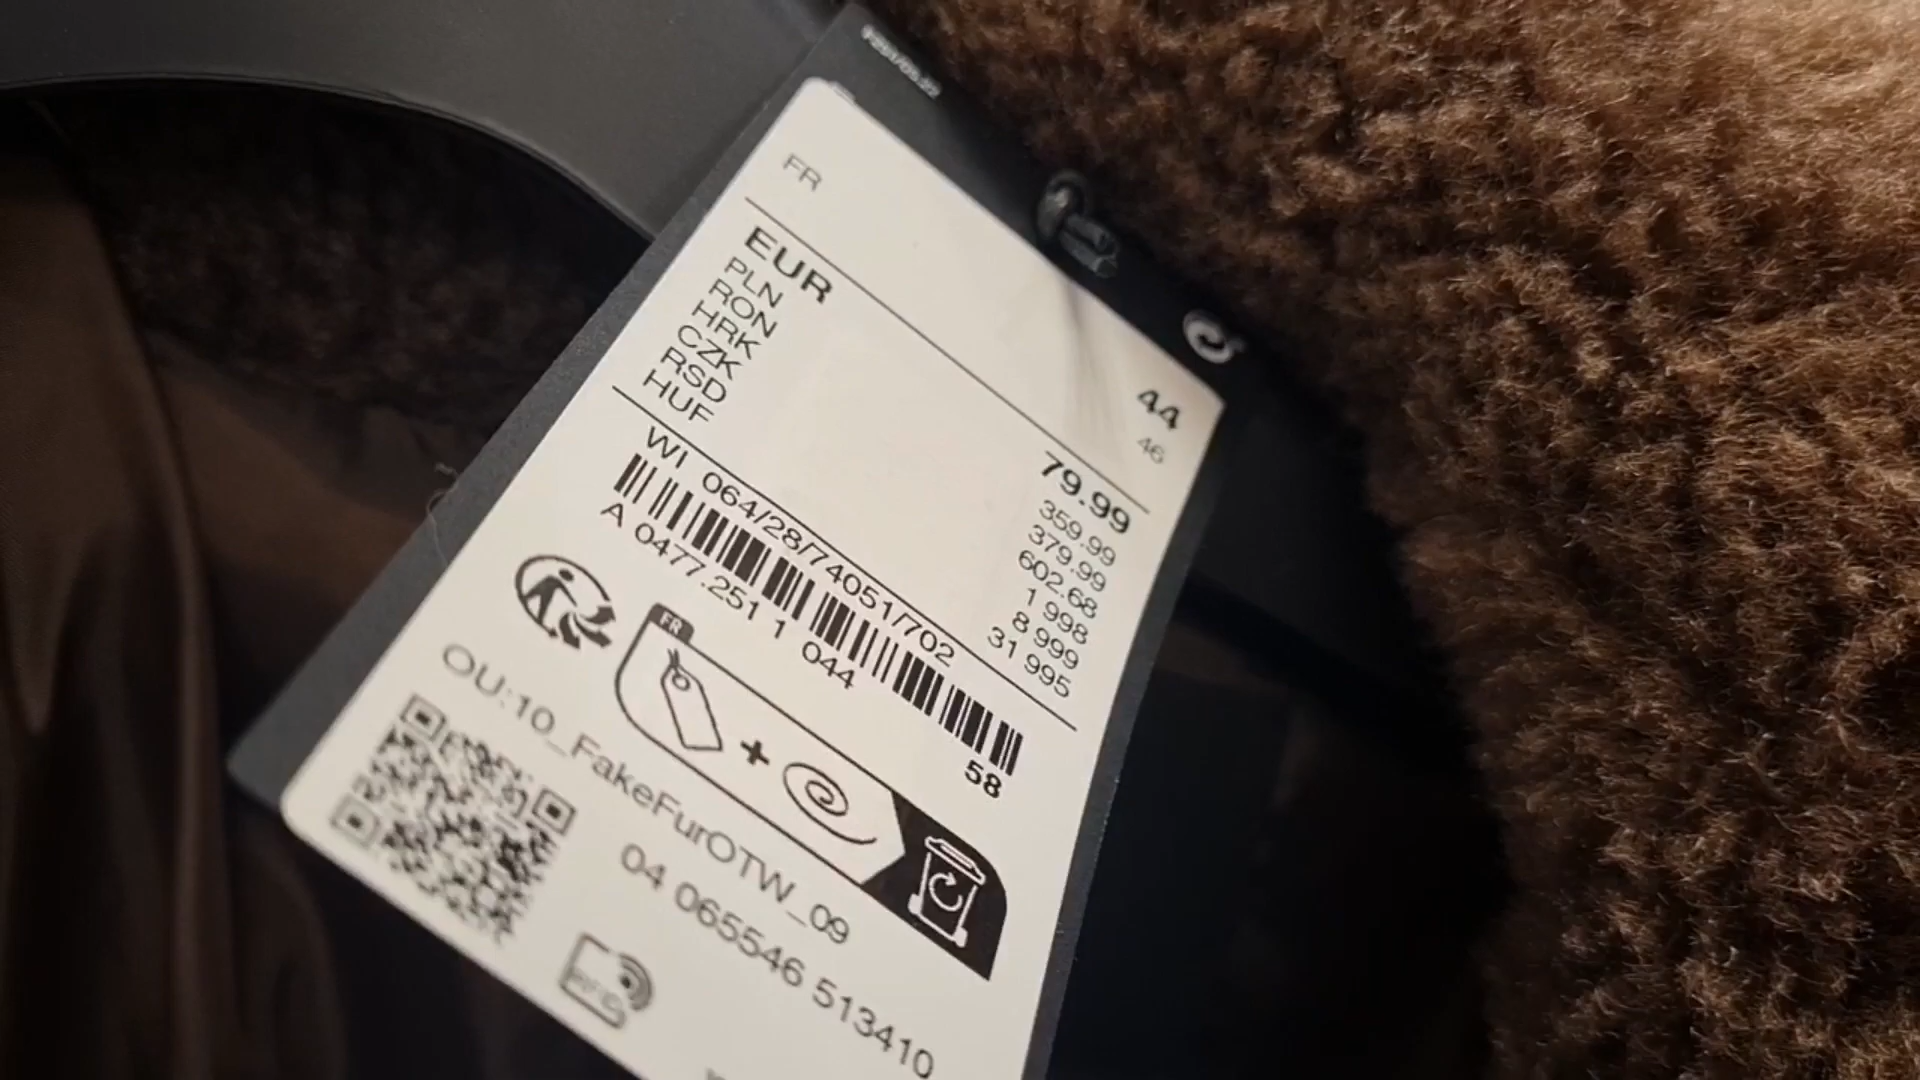 FR
44
46
EUR 79.99
PLN 359.99
RON 379.99
HRK 602.68
CZK 1 998
RSD 8 999
HUF 31 995
WI 064/28/74051/702
A 0477.251 1 044 58
FR
+
OU:10_FakeFurOTW_09
04 065546 513410
RFID